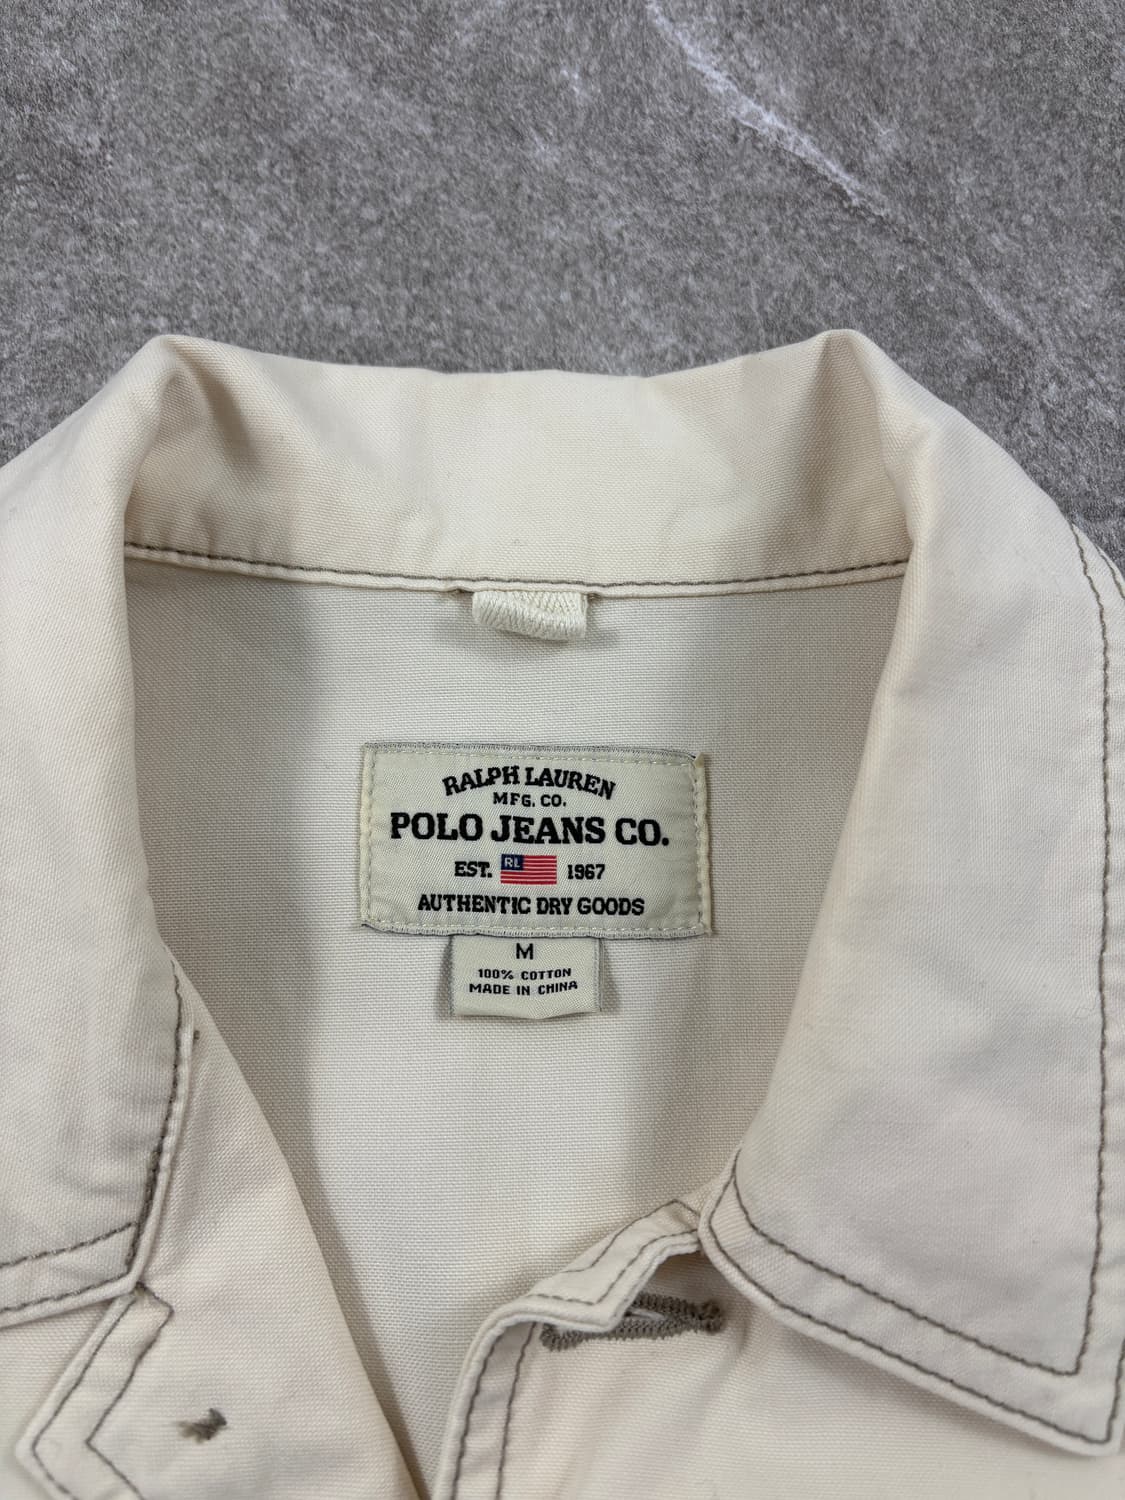 RALPH LAUREN
MFG. CO.
POLO JEANS CO.
EST. RL 1967
AUTHENTIC DRY GOODS
M
100% COTTON
MADE IN CHINA